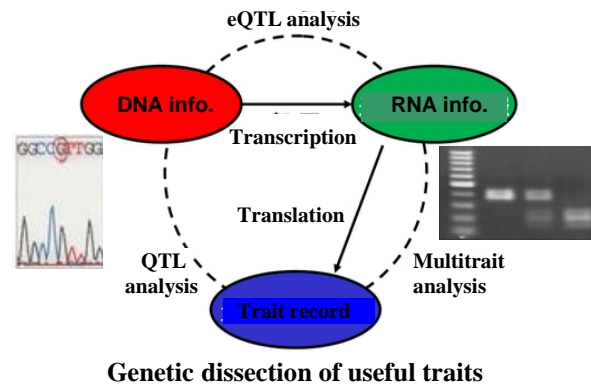 eQTL analysis
DNA info.
RNA info.
Transcription
GGCCGTTGG
Translation
QTL
analysis
Multitrait
analysis
Trait record
Genetic dissection of useful traits